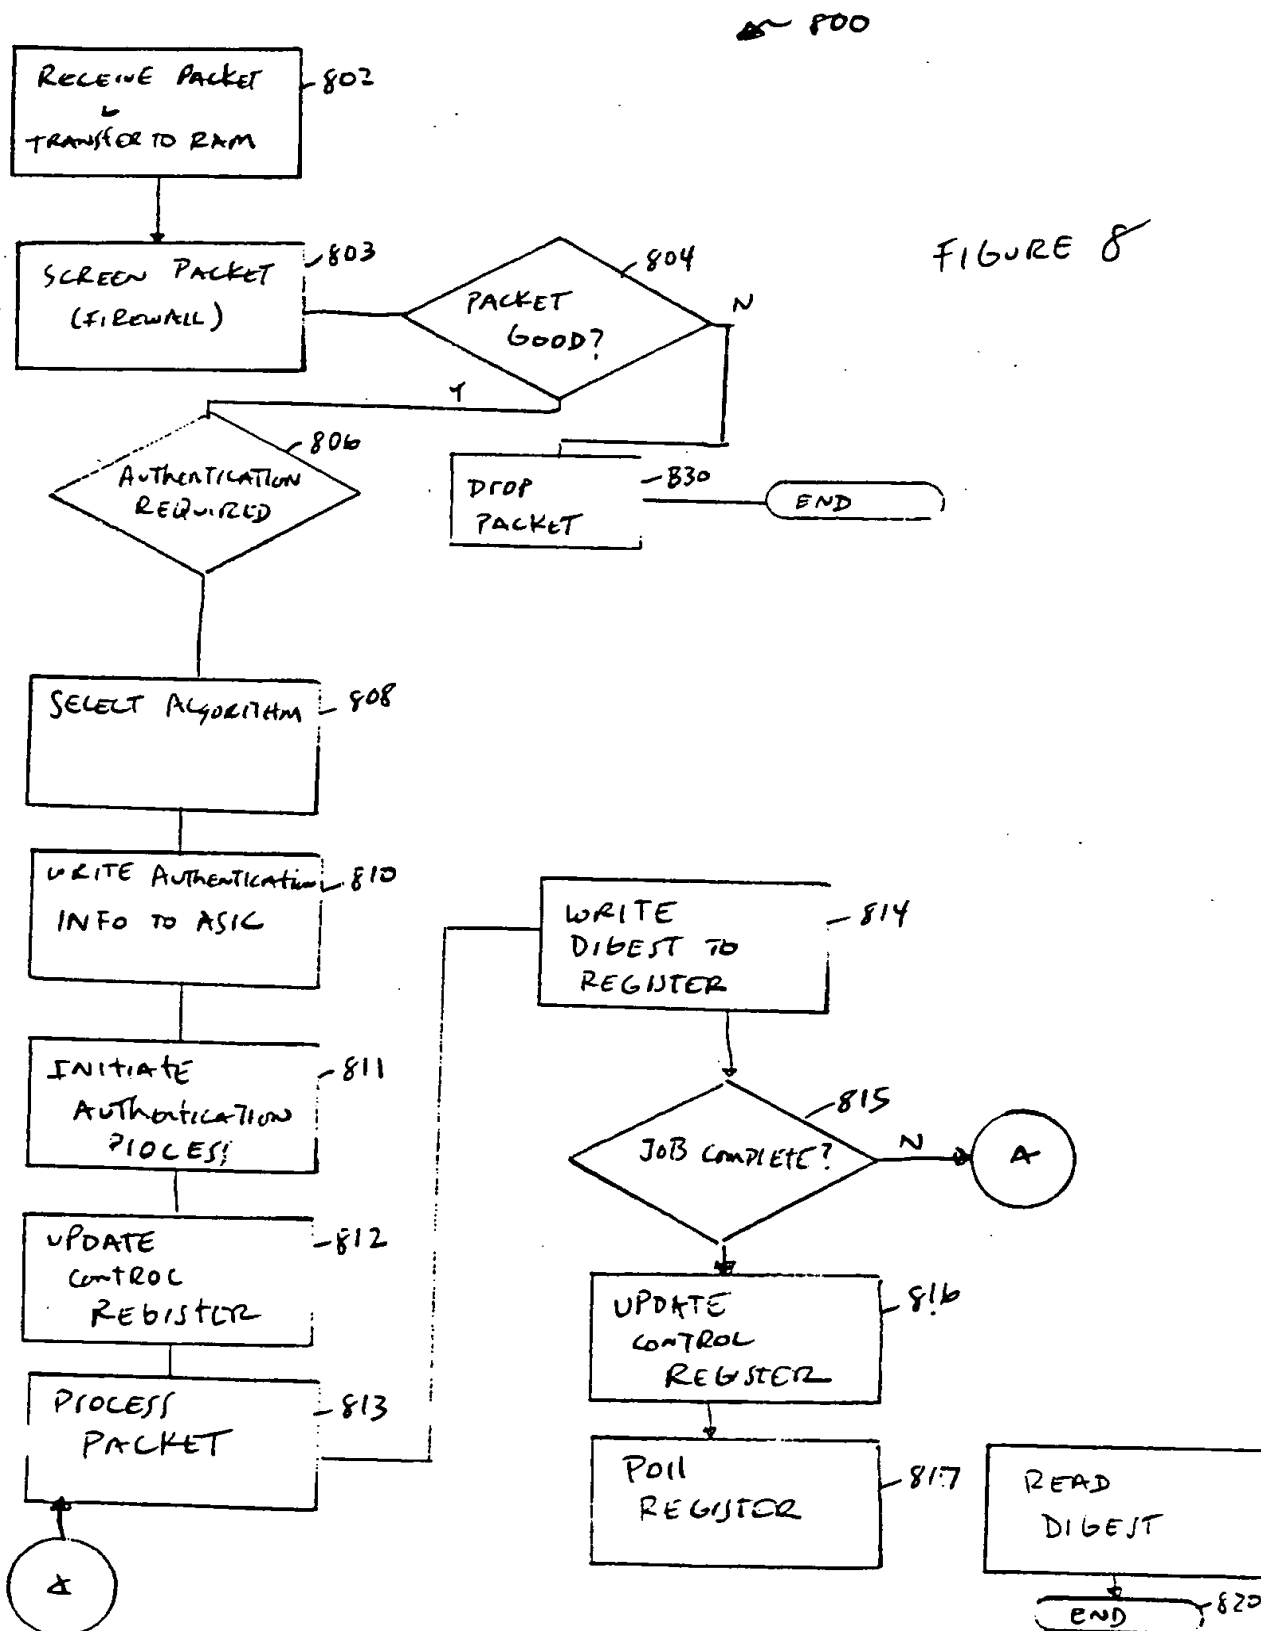 800
RECEIVE PACKET
&
TRANSFER TO RAM
802
SCREEN PACKET
(FIREWALL)
803
PACKET
GOOD?
804
N
Y
FIGURE 8
AUTHENTICATION
REQUIRED
806
DROP
PACKET
830
END
SELECT ALGORITHM
808
WRITE AUTHENTICATION
INFO TO ASIC
810
INITIATE
AUTHENTICATION
PROCESS
811
UPDATE
CONTROL
REGISTER
812
PROCESS
PACKET
813
A
WRITE
DIGEST TO
REGISTER
814
JOB COMPLETE?
815
N
A
UPDATE
CONTROL
REGISTER
816
POLL
REGISTER
817
READ
DIGEST
END
820